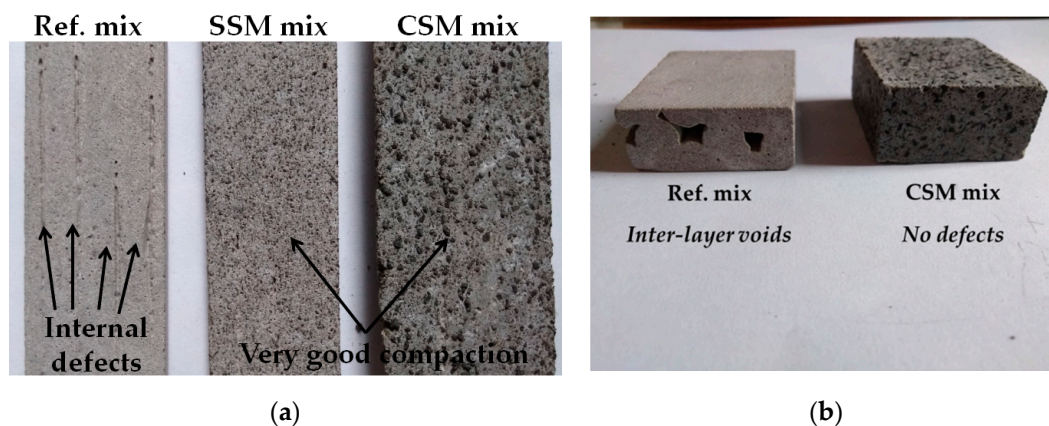 Ref. mix
SSM mix
CSM mix
Internal
defects
Very good compaction
(a)
Ref. mix
Inter-layer voids
CSM mix
No defects
(b)